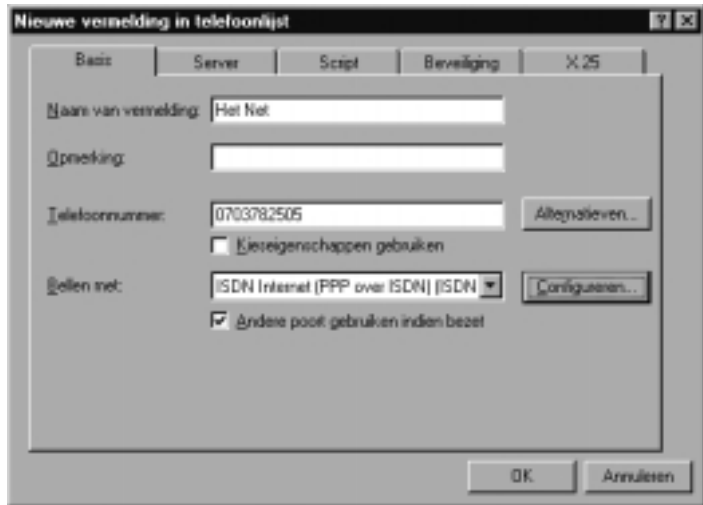 Nieuwe vermelding in telefoonlijst
Basis Server Script Beveiliging X.25
Naam van vermelding: Het Net
Opmerking:
Telefoonnummer: 0703782505 Alternatieven...
Kieseigenschappen gebruiken
Bellen met: ISDN Internet (PPP over ISDN) (ISDN Configureren...
Andere poort gebruiken indien bezet
OK Annuleren